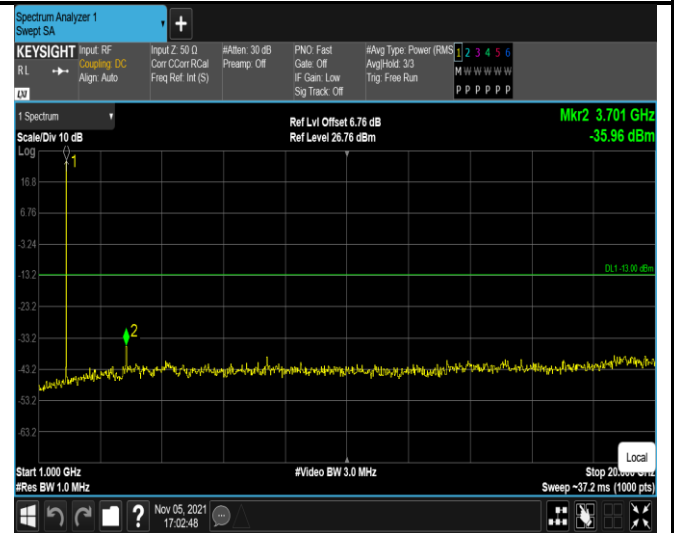 Spectrum Analyzer 1
Swept SA
KEYSIGHT
RL
LXI
Input: RF
Coupling: DC
Align: Auto
Input Z: 50 Ω
Corr CCorr RCal
Freq Ref: Int (S)
#Atten: 30 dB
Preamp: Off
PNO: Fast
Gate: Off
IF Gain: Low
Sig Track: Off
#Avg Type: Power (RMS
Avg|Hold: 3/3
Trig: Free Run
1 2 3 4 5 6
M W W W W W
P P P P P P
1 Spectrum
Scale/Div 10 dB
Log
Ref Lvl Offset 6.76 dB
Ref Level 26.76 dBm
Mkr2 3.701 GHz
-35.96 dBm
1
16.8
6.76
-3.24
-13.2
DL1 -13.00 dBm
-23.2
2
-33.2
-43.2
-53.2
-63.2
Local
Start 1.000 GHz
#Video BW 3.0 MHz
Stop 20.000 GHz
#Res BW 1.0 MHz
Sweep ~37.2 ms (1000 pts)
?
Nov 05, 2021
17:02:48